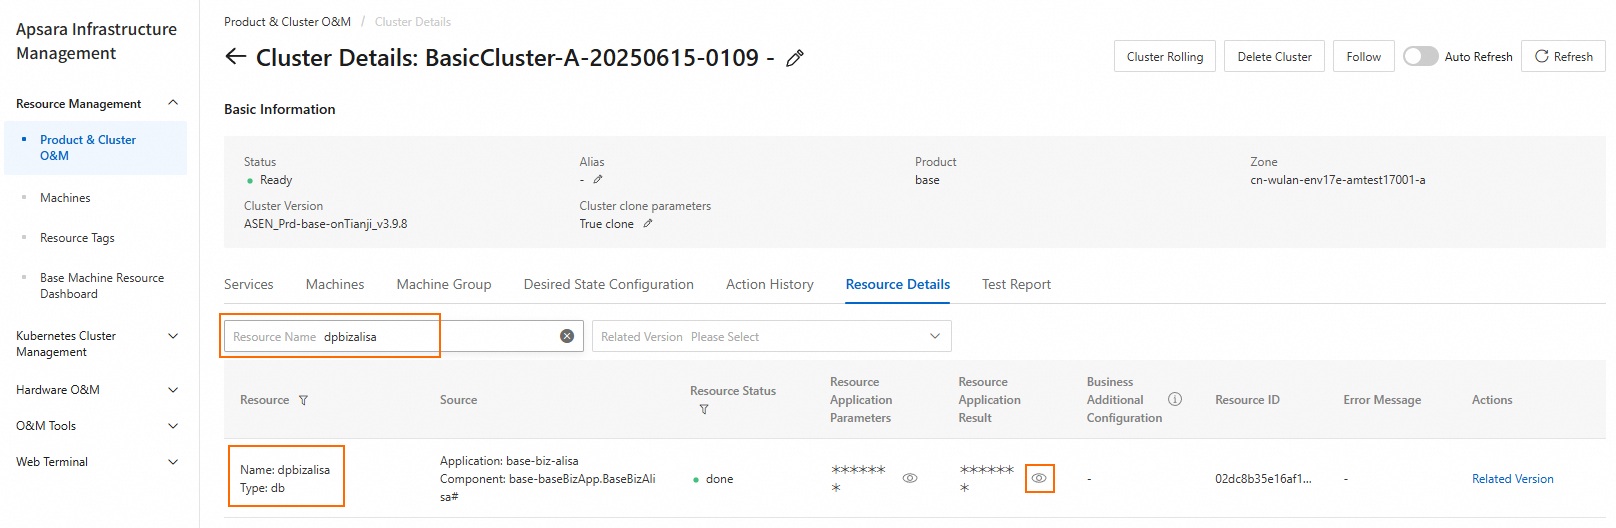 Apsara Infrastructure
Management
Resource Management
Product & Cluster
O&M
Machines
Resource Tags
Base Machine Resource
Dashboard
Kubernetes Cluster
Management
Hardware O&M
O&M Tools
Web Terminal
Product & Cluster O&M / Cluster Details
Cluster Details: BasicCluster-A-20250615-0109 -
Cluster Rolling
Delete Cluster
Follow
Auto Refresh
Refresh
Basic Information
Status
Ready
Alias
-
Product
base
Zone
cn-wulan-env17e-amtest17001-a
Cluster Version
ASEN_Prd-base-onTianji_v3.9.8
Cluster clone parameters
True clone
Services Machines Machine Group Desired State Configuration Action History Resource Details Test Report
Resource Name dpbizalisa
Related Version Please Select
Resource
Source
Resource Status
Resource
Application
Parameters
Resource
Application
Result
Business
Additional
Configuration
Resource ID
Error Message
Actions
Name: dpbizalisa
Type: db
Application: base-biz-alisa
Component: base-baseBizApp.BaseBizAli
sa#
done
******
*
******
*
-
02dc8b35e16af1...
-
Related Version